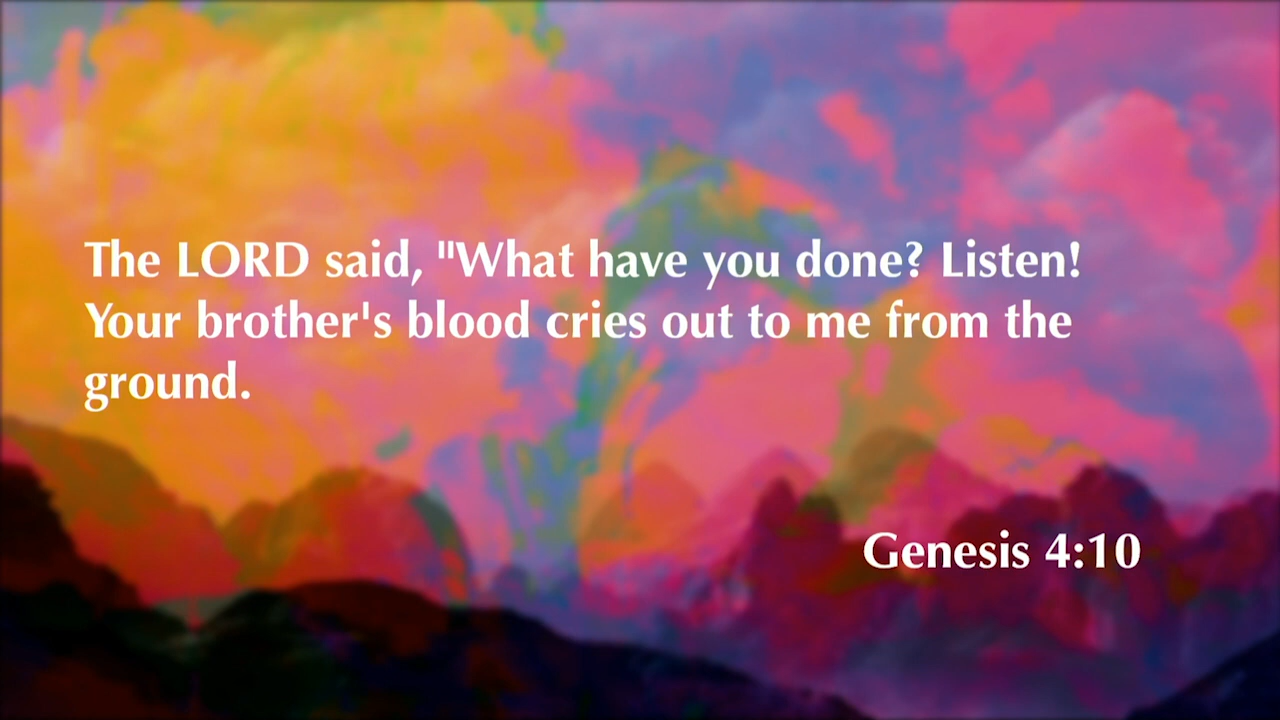 The LORD said, "What have you done? Listen!
Your brother's blood cries out to me from the
ground.
Genesis 4:10